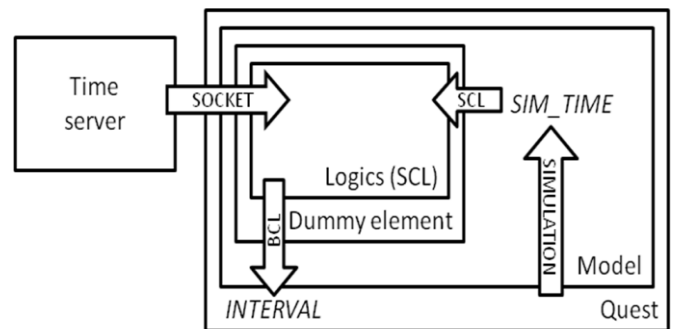 Time
server
SOCKET
SCL
SIM_TIME
Logics (SCL)
BCL
Dummy element
SIMULATION
Model
INTERVAL
Quest